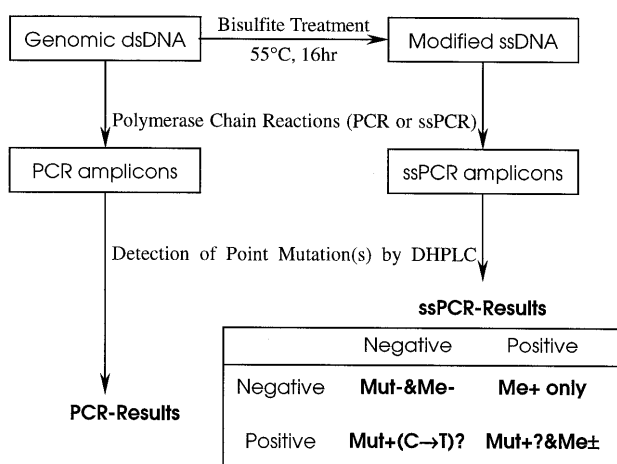 Genomic dsDNA
Bisulfite Treatment
55°C, 16hr
Modified ssDNA
Polymerase Chain Reactions (PCR or ssPCR)
PCR amplicons
ssPCR amplicons
Detection of Point Mutation(s) by DHPLC
ssPCR-Results
Negative Positive
Negative Mut-&Me- Me+ only
PCR-Results
Positive Mut+(C→T)? Mut+?&Me±